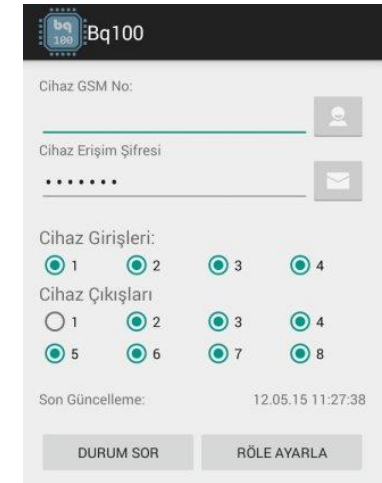 bq
100
Bq100
Cihaz GSM No:
Cihaz Erişim Şifresi
•••••••
Cihaz Girişleri:
1 2 3 4
Cihaz Çıkışları
1 2 3 4
5 6 7 8
Son Güncelleme: 12.05.15 11:27:38
DURUM SOR RÖLE AYARLA